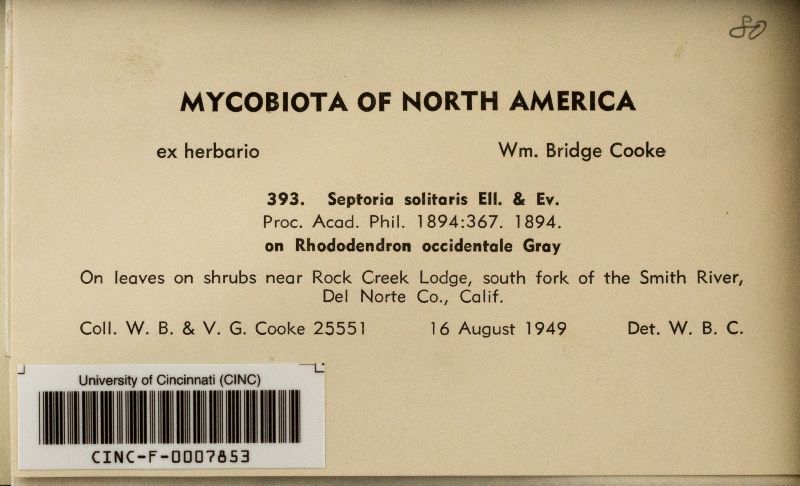 80
MYCOBIOTA OF NORTH AMERICA
ex herbario Wm. Bridge Cooke
393. Septoria solitaris Ell. & Ev.
Proc. Acad. Phil. 1894:367. 1894.
on Rhododendron occidentale Gray
On leaves on shrubs near Rock Creek Lodge, south fork of the Smith River,
Del Norte Co., Calif.
Coll. W. B. & V. G. Cooke 25551 16 August 1949 Det. W. B. C.
University of Cincinnati (CINC)
CINC-F-0007853